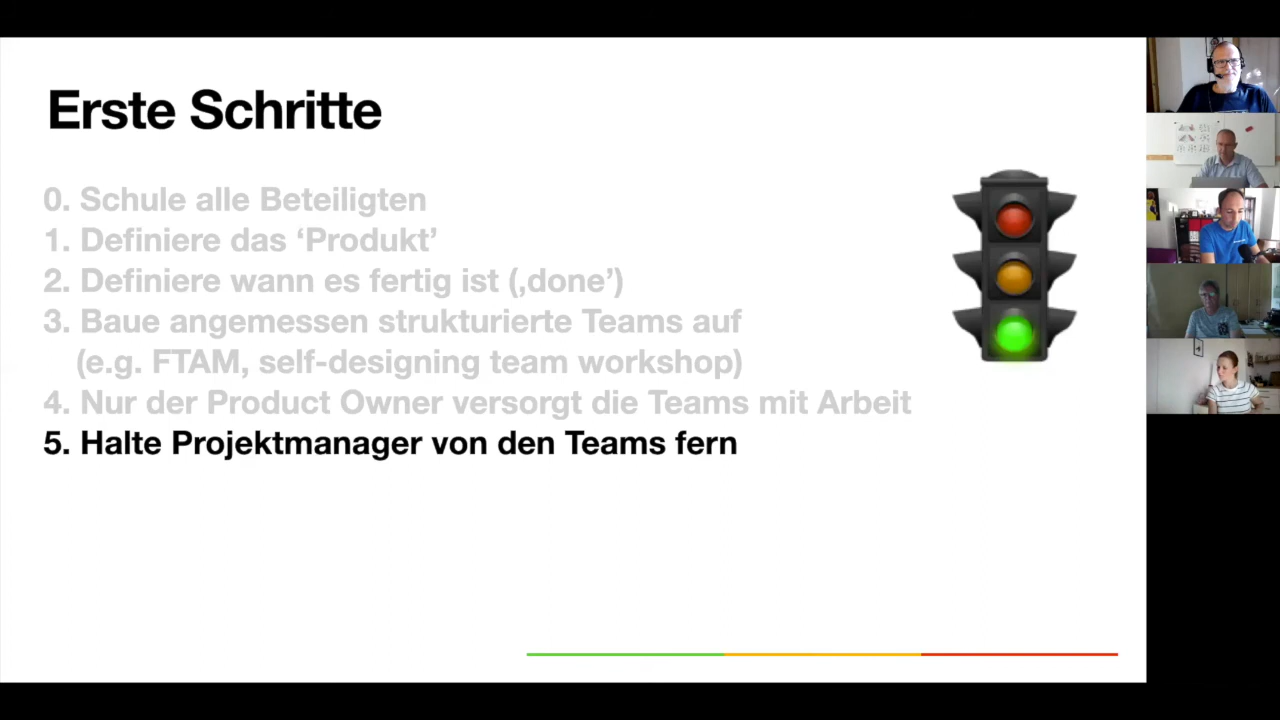 Erste Schritte
0. Schule alle Beteiligten
1. Definiere das ‘Produkt’
2. Definiere wann es fertig ist (‚done’)
3. Baue angemessen strukturierte Teams auf
(e.g. FTAM, self-designing team workshop)
4. Nur der Product Owner versorgt die Teams mit Arbeit
5. Halte Projektmanager von den Teams fern